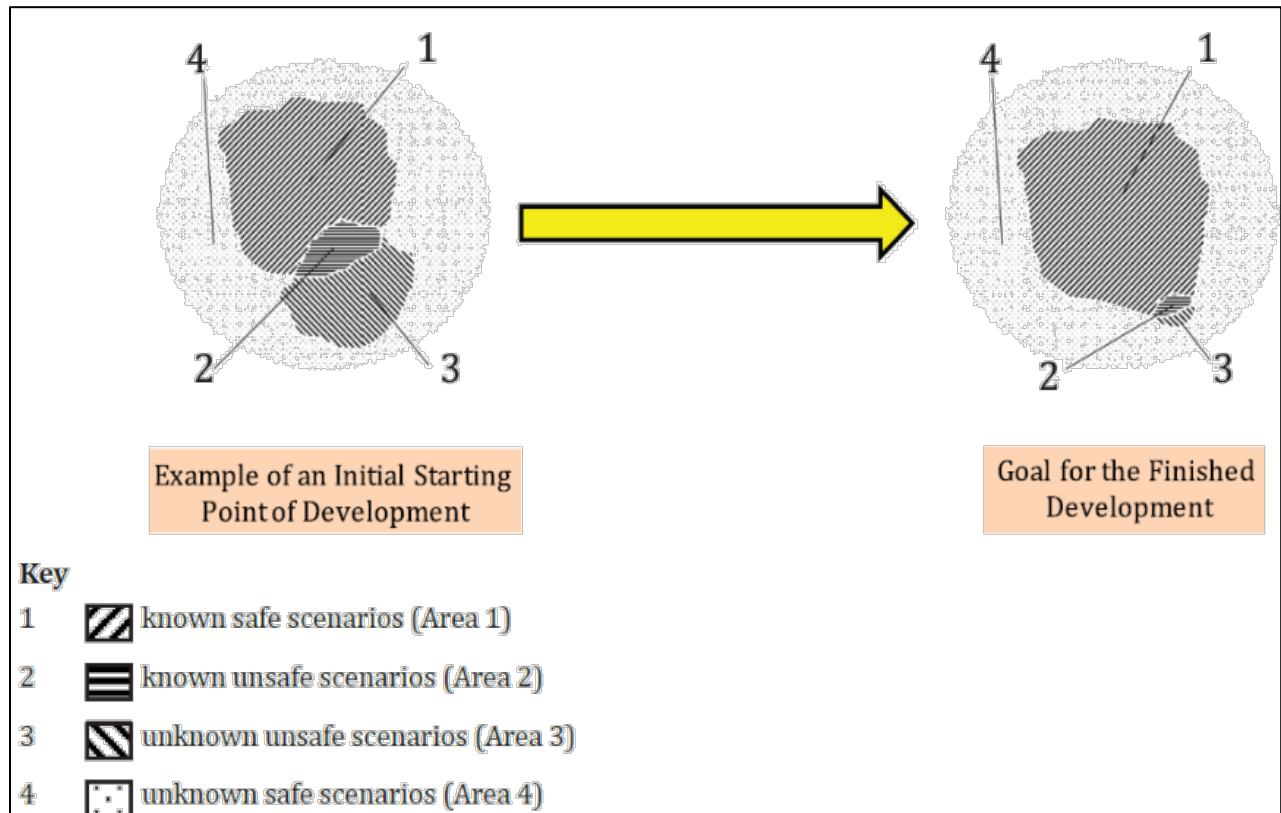 4
1
4
1
2
3
2
3
Example of an Initial Starting
Point of Development
Goal for the Finished
Development
Key
1 known safe scenarios (Area 1)
2 known unsafe scenarios (Area 2)
3 unknown unsafe scenarios (Area 3)
4 unknown safe scenarios (Area 4)